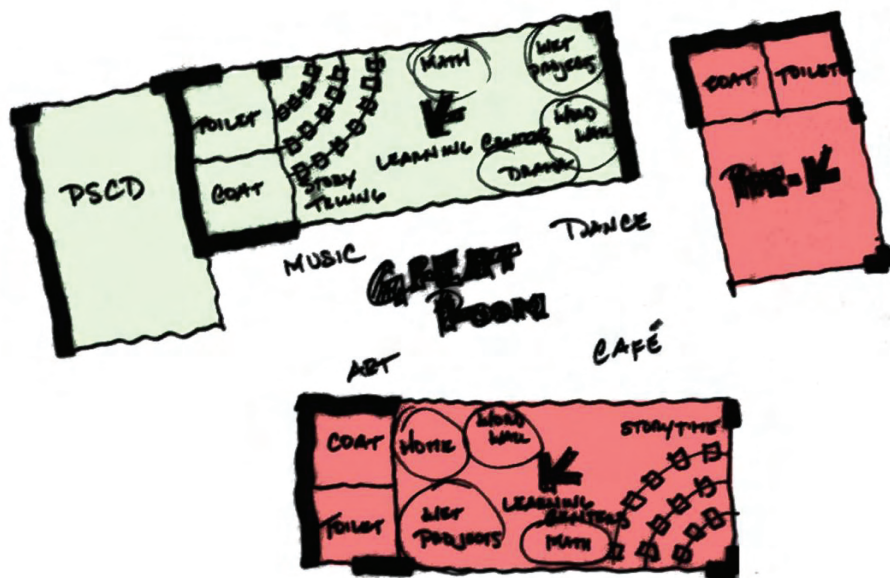 PSCD
TOILET
COAT
STORY
TELLING
MATH
K
LEARNING
CENTERS
WET
PROJECTS
WORD
WALL
DRAMA
COAT
TOILET
PRE-K
MUSIC
DANCE
GREAT
ROOM
ART
CAFÉ
COAT
TOILET
HOME
WORD
WALL
WET
PROJECTS
K
LEARNING
CENTERS
MATH
STORYTIME